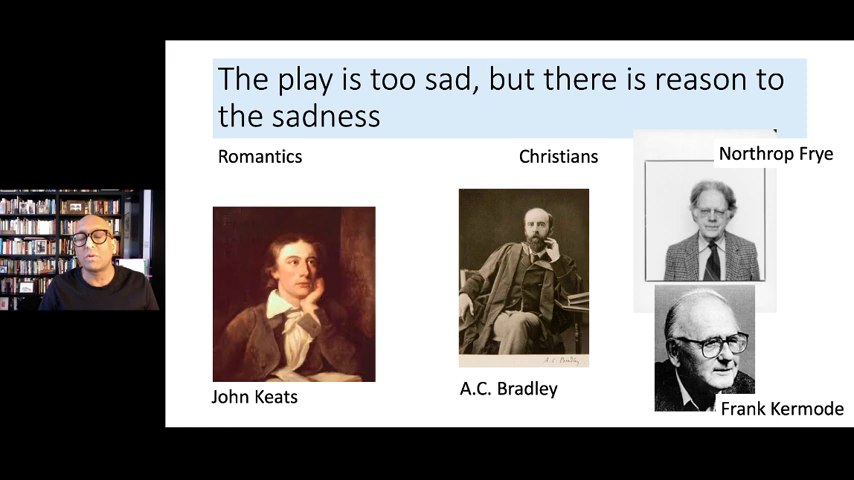 The play is too sad, but there is reason to
the sadness
Romantics
Christians
Northrop Frye
John Keats
A.C. Bradley
A.C. Bradley
Frank Kermode